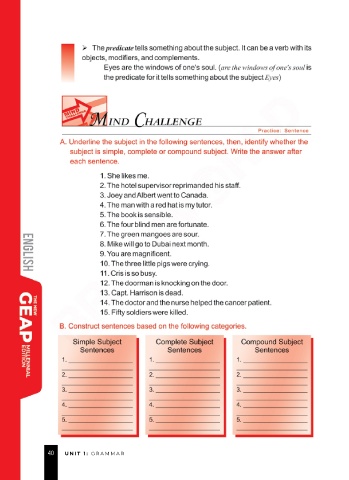 ➢ The predicate tells something about the subject. It can be a verb with its
objects, modifiers, and complements.
Eyes are the windows of one's soul. (are the windows of one's soul is
the predicate for it tells something about the subject Eyes)
MIND CHALLENGE
Practice: Sentence
A. Underline the subject in the following sentences, then, identify whether the
subject is simple, complete or compound subject. Write the answer after
each sentence.
1. She likes me.
2. The hotel supervisor reprimanded his staff.
3. Joey and Albert went to Canada.
4. The man with a red hat is my tutor.
5. The book is sensible.
6. The four blind men are fortunate.
7. The green mangoes are sour.
8. Mike will go to Dubai next month.
9. You are magnificent.
10. The three little pigs were crying.
11. Cris is so busy.
12. The doorman is knocking on the door.
13. Capt. Harrison is dead.
14. The doctor and the nurse helped the cancer patient.
15. Fifty soldiers were killed.
ENGLISH
THE NEW
GEAP
MILLENNIAL
EDITION
B. Construct sentences based on the following categories.
Simple Subject Complete Subject Compound Subject
Sentences Sentences Sentences
1. 1. 1.
2. 2. 2.
3. 3. 3.
4. 4. 4.
5. 5. 5.
40 UNIT 1: GRAMMAR